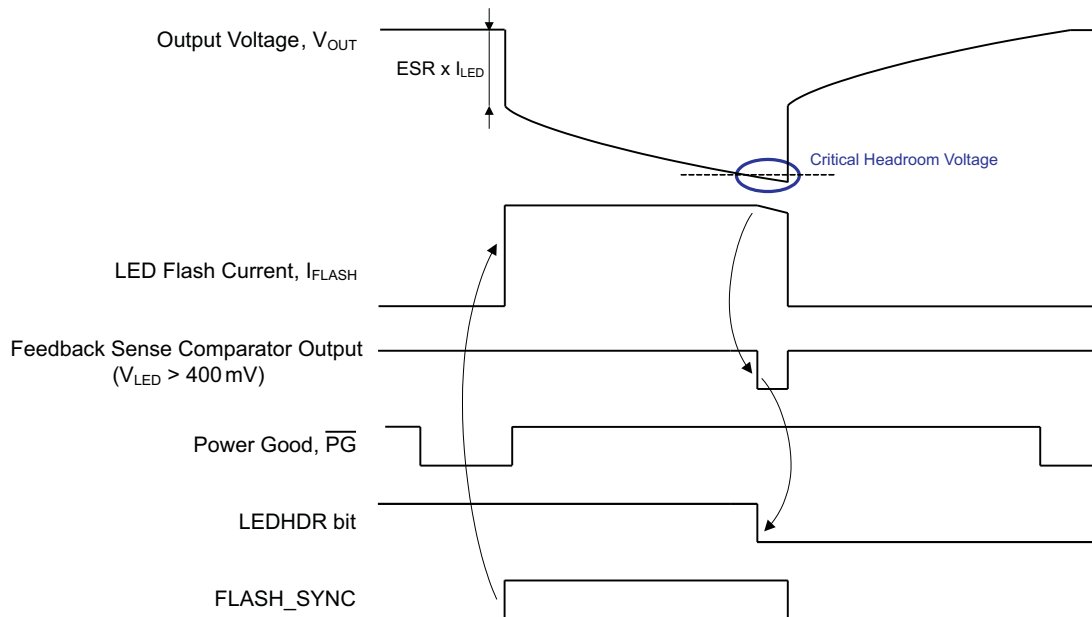 Output Voltage, VOUT
ESR x ILED
Critical Headroom Voltage
LED Flash Current, IFLASH
Feedback Sense Comparator Output
(VLED > 400 mV)
Power Good, P̅G̅
LEDHDR bit
FLASH_SYNC